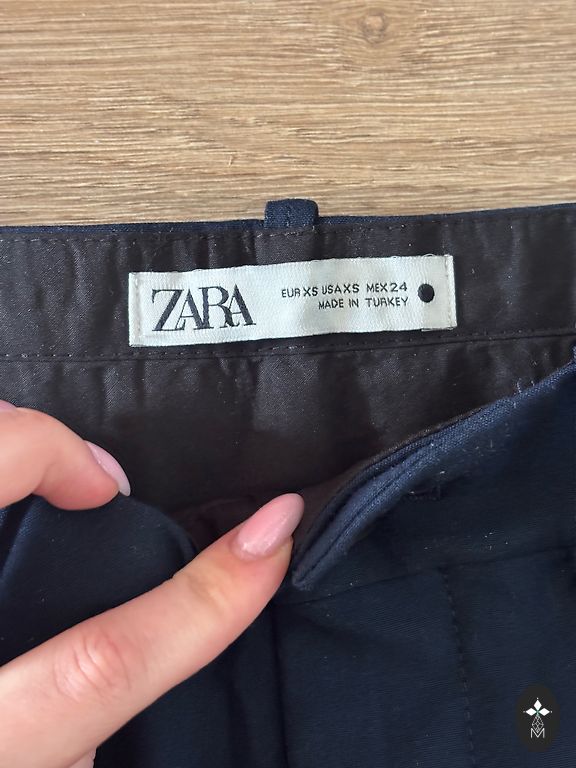 ZARA
EUR XS USA XS MEX 24
MADE IN TURKEY
M